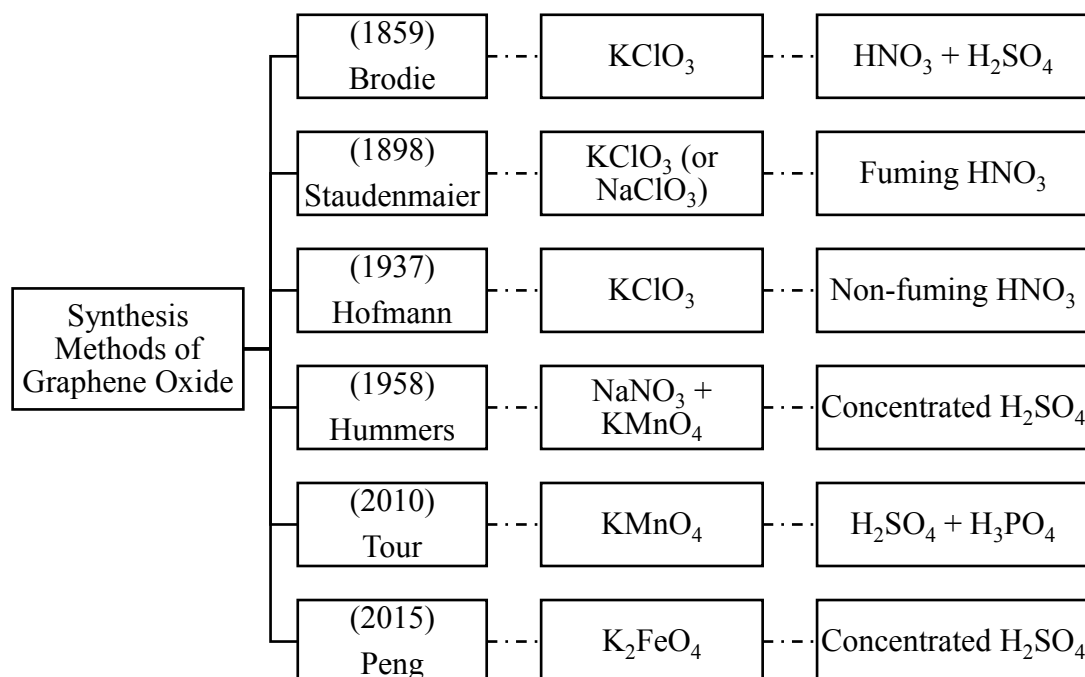 Synthesis
Methods of
Graphene Oxide
(1859)
Brodie
KClO₃
HNO₃ + H₂SO₄
(1898)
Staudenmaier
KClO₃ (or
NaClO₃)
Fuming HNO₃
(1937)
Hofmann
KClO₃
Non-fuming HNO₃
(1958)
Hummers
NaNO₃ +
KMnO₄
Concentrated H₂SO₄
(2010)
Tour
KMnO₄
H₂SO₄ + H₃PO₄
(2015)
Peng
K₂FeO₄
Concentrated H₂SO₄